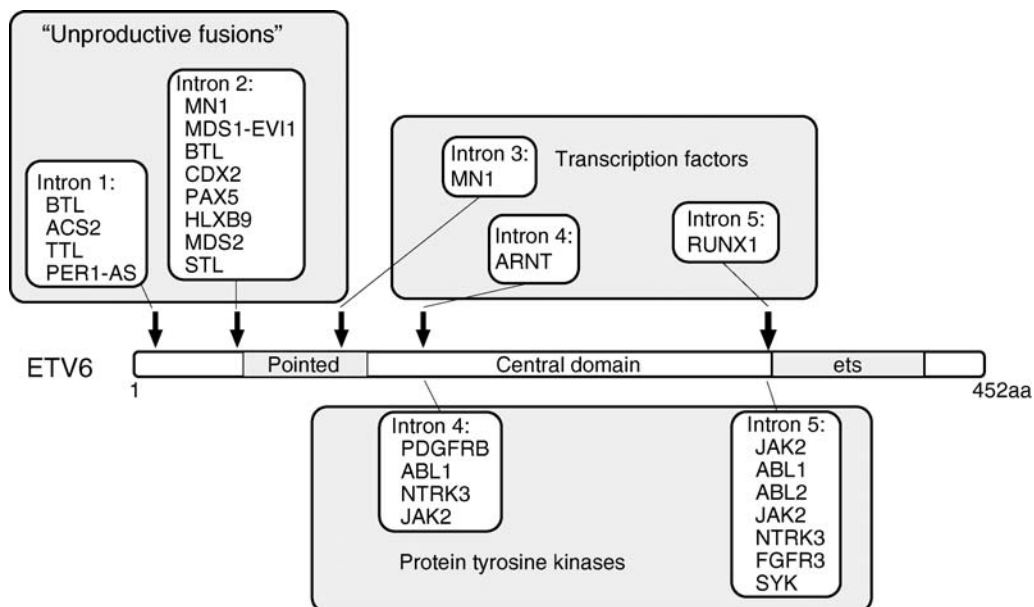 “Unproductive fusions”
Intron 1:
BTL
ACS2
TTL
PER1-AS
Intron 2:
MN1
MDS1-EVI1
BTL
CDX2
PAX5
HLXB9
MDS2
STL
Intron 3:
MN1
Transcription factors
Intron 4:
ARNT
Intron 5:
RUNX1
ETV6
Pointed
Central domain
ets
1
452aa
Intron 4:
PDGFRB
ABL1
NTRK3
JAK2
Protein tyrosine kinases
Intron 5:
JAK2
ABL1
ABL2
JAK2
NTRK3
FGFR3
SYK